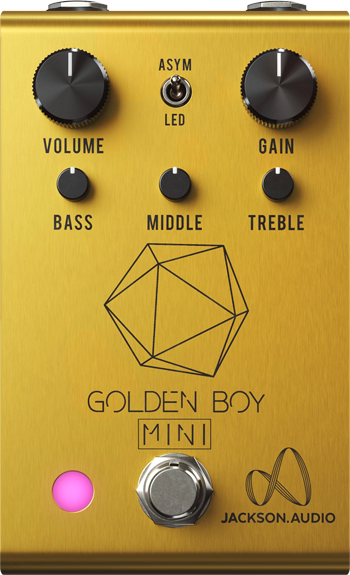 ASYM
LED
VOLUME
GAIN
BASS
MIDDLE
TREBLE
GOLDEN BOY
MINI
JACKSON.AUDIO